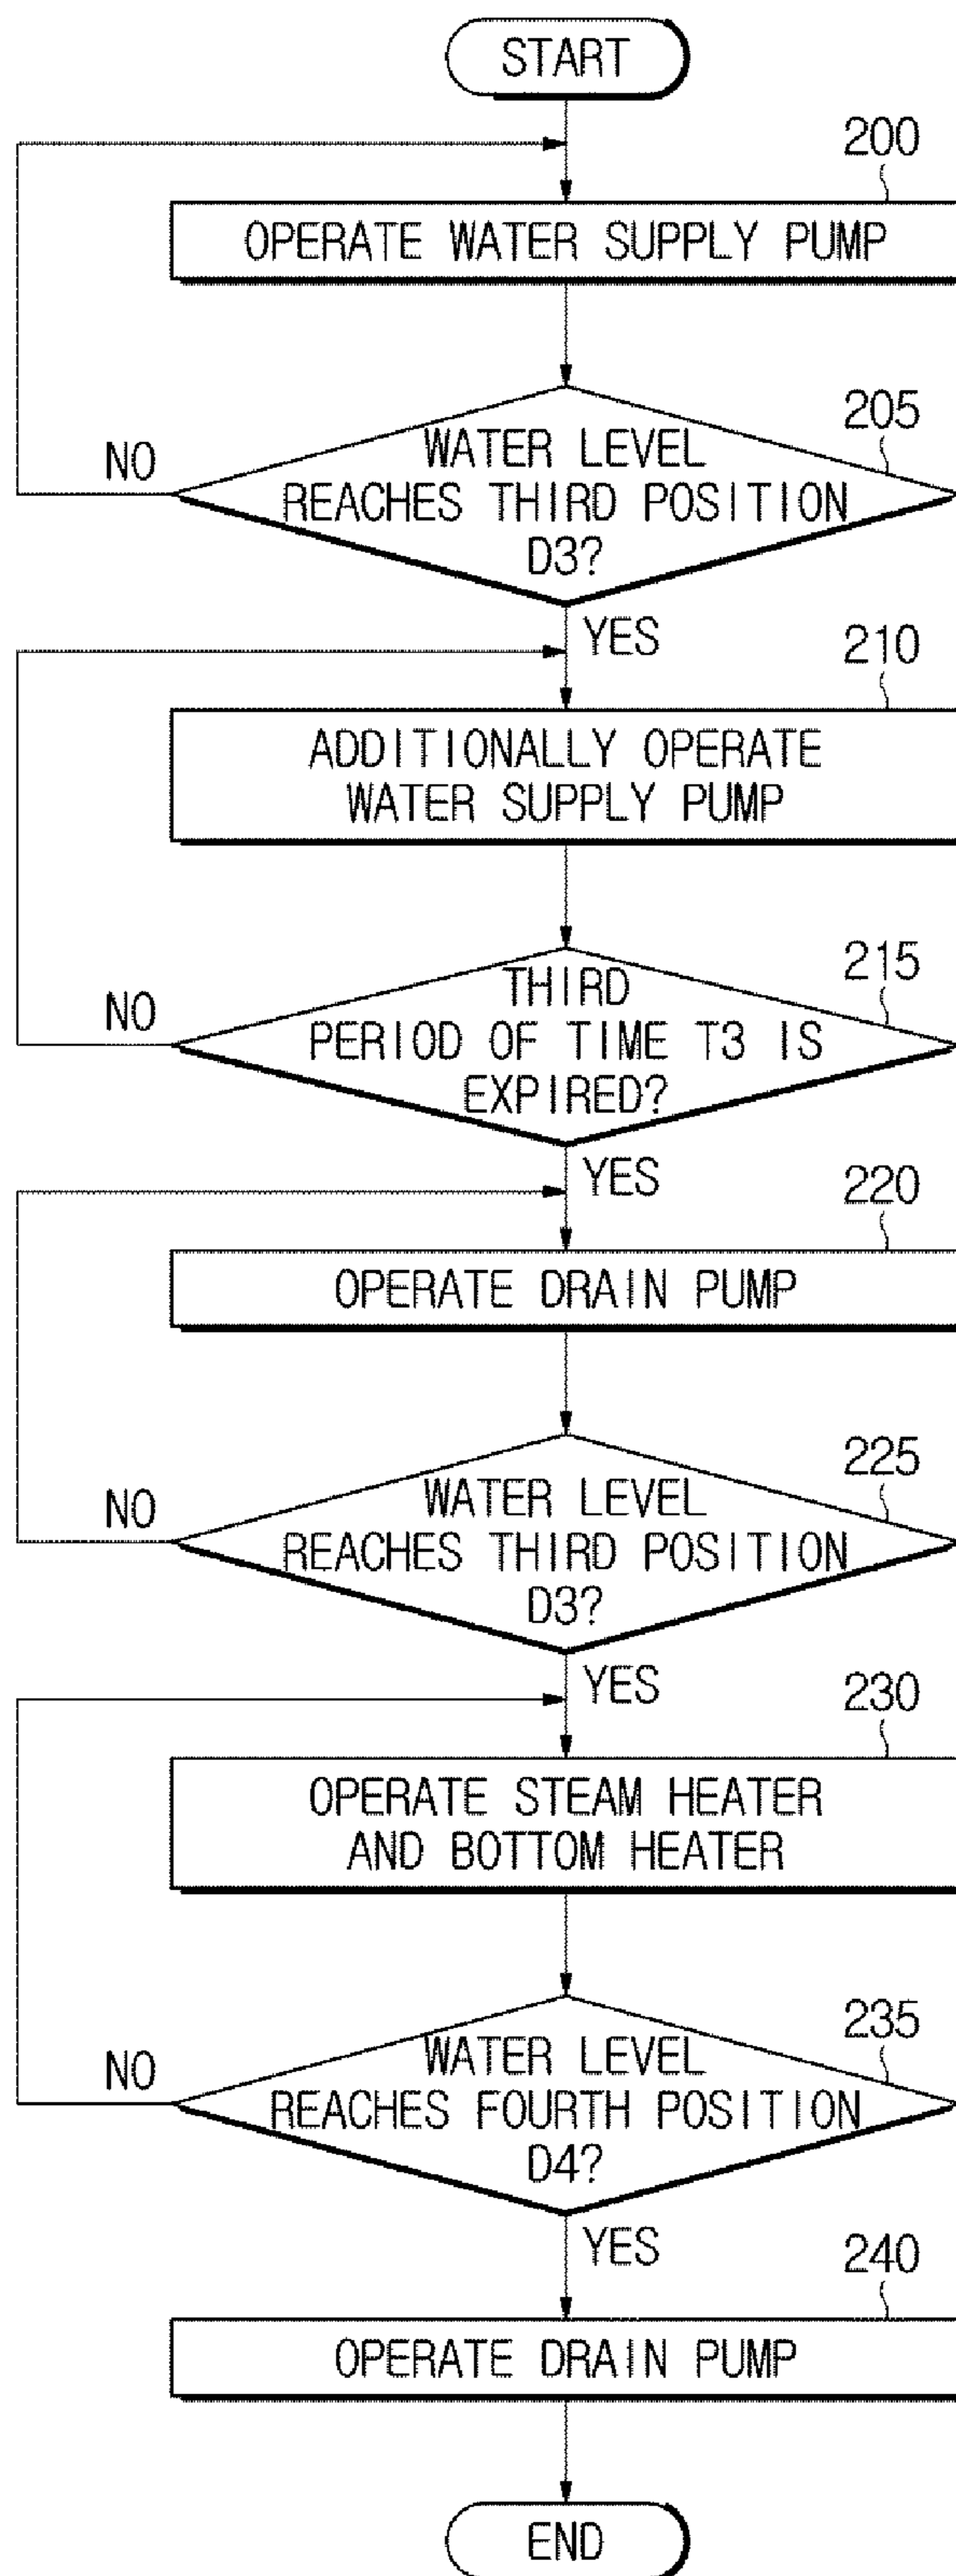 START
200
OPERATE WATER SUPPLY PUMP
205
WATER LEVEL
REACHES THIRD POSITION
D3?
NO
YES
210
ADDITIONALLY OPERATE
WATER SUPPLY PUMP
215
THIRD
PERIOD OF TIME T3 IS
EXPIRED?
NO
YES
220
OPERATE DRAIN PUMP
225
WATER LEVEL
REACHES THIRD POSITION
D3?
NO
YES
230
OPERATE STEAM HEATER
AND BOTTOM HEATER
235
WATER LEVEL
REACHES FOURTH POSITION
D4?
NO
YES
240
OPERATE DRAIN PUMP
END